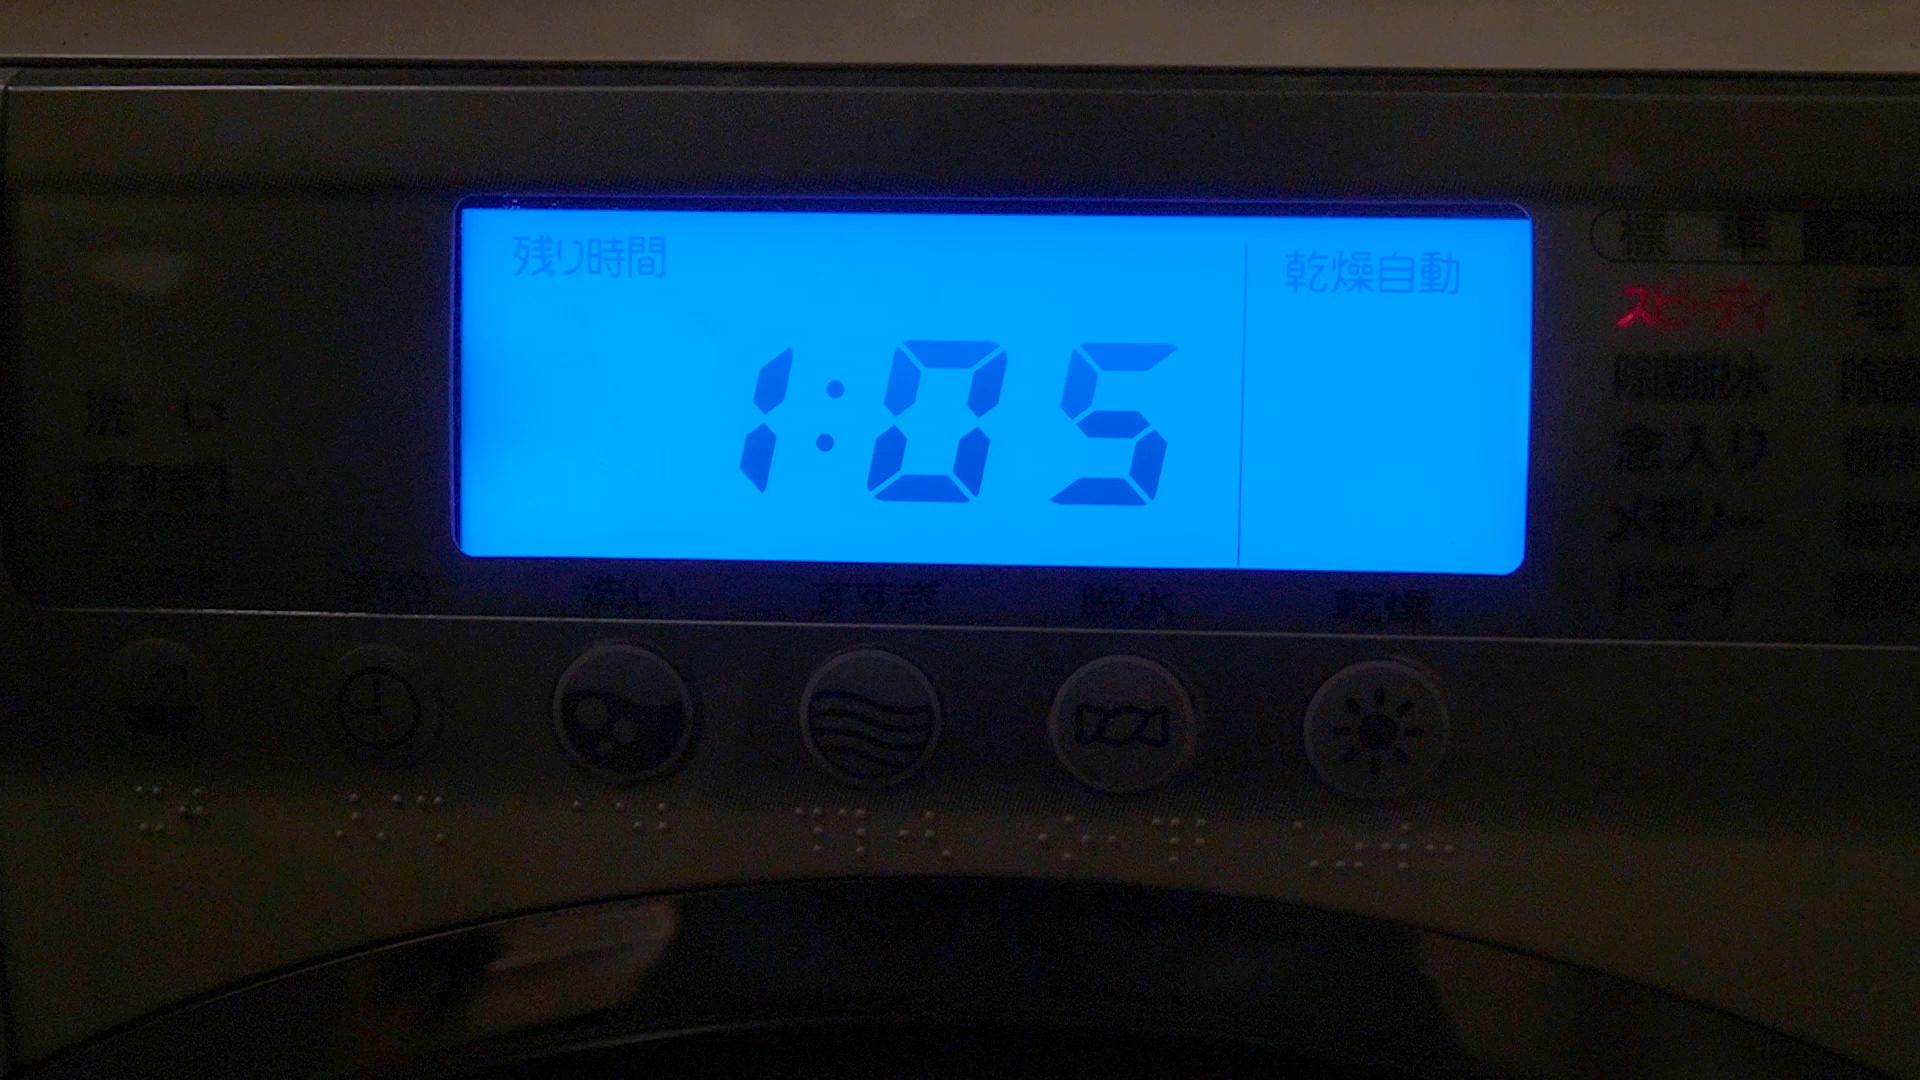 残り時間
乾燥自動
1:05
標準
スピーディ
毛
除菌脱水
念入り
メモリー
ドライ
洗い
すすぎ1
予約
洗い
すすぎ
脱水
乾燥